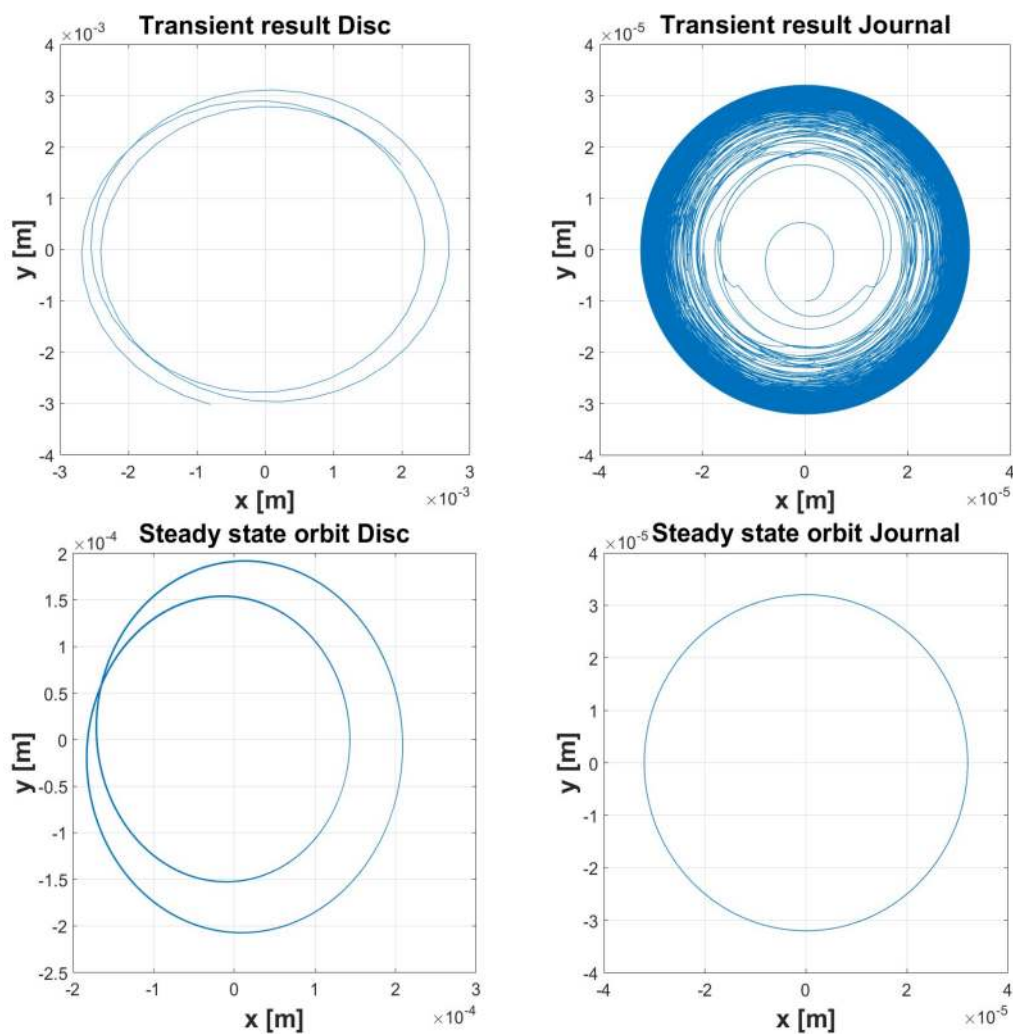 Transient result Disc
×10⁻³
4
3
2
1
0
-1
-2
-3
-4
y [m]
-3 -2 -1 0 1 2 3
x [m]
×10⁻³
Transient result Journal
×10⁻⁵
4
3
2
1
0
-1
-2
-3
-4
y [m]
-4 -2 0 2 4
x [m]
×10⁻⁵
Steady state orbit Disc
×10⁻⁴
2
1.5
1
0.5
0
-0.5
-1
-1.5
-2
-2.5
y [m]
-2 -1 0 1 2 3
x [m]
×10⁻⁴
Steady state orbit Journal
×10⁻⁵
4
3
2
1
0
-1
-2
-3
-4
y [m]
-4 -2 0 2 4
x [m]
×10⁻⁵